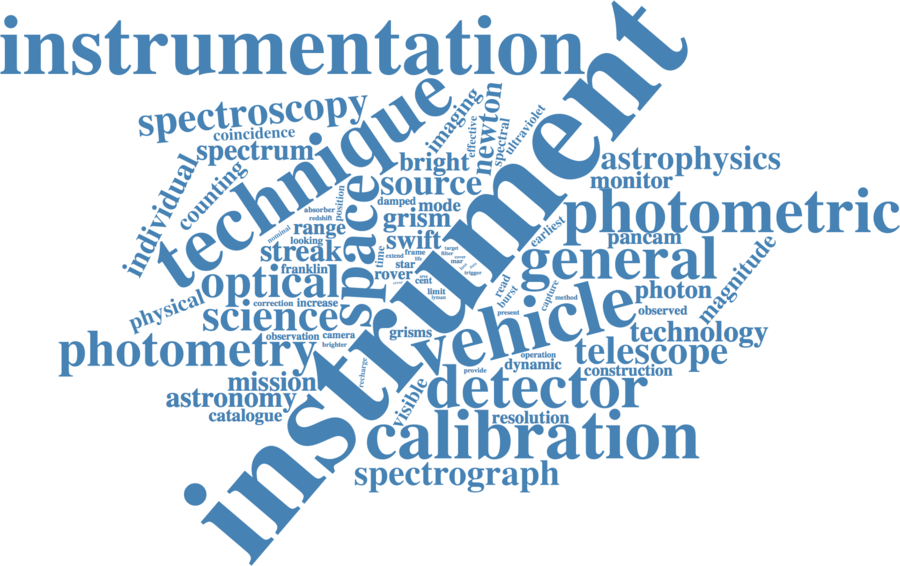 instrumentation
instrument
technique
spectroscopy
coincidence
spectrum
imaging
effective
newton
spectral
ultraviolet
individual
counting
bright
source
astrophysics
monitor
damped
mode
grism
position
absorber
redshift
range
nominal
looking
space
photometric
earliest
pancam
streak
swift
target
filter
time
extend
frame
general
magnitude
franklin
star
life
mar
rover
cent
trigger
optical
read
burst
capture
photon
limit
lyman
method
physical
correction
increase
present
observed
science
vehicle
observation
camera
grisms
technology
photometry
brighter
telescope
recharge
operation
dynamic
provide
construction
mission
detector
astronomy
visible
catalogue
resolution
calibration
spectrograph